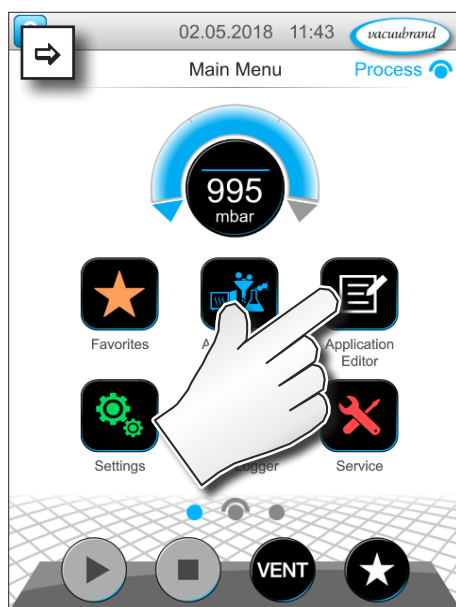 02.05.2018 11:43 vacuubrand
Main Menu Process
995
mbar
Favorites
Application
Editor
Settings
Service
VENT